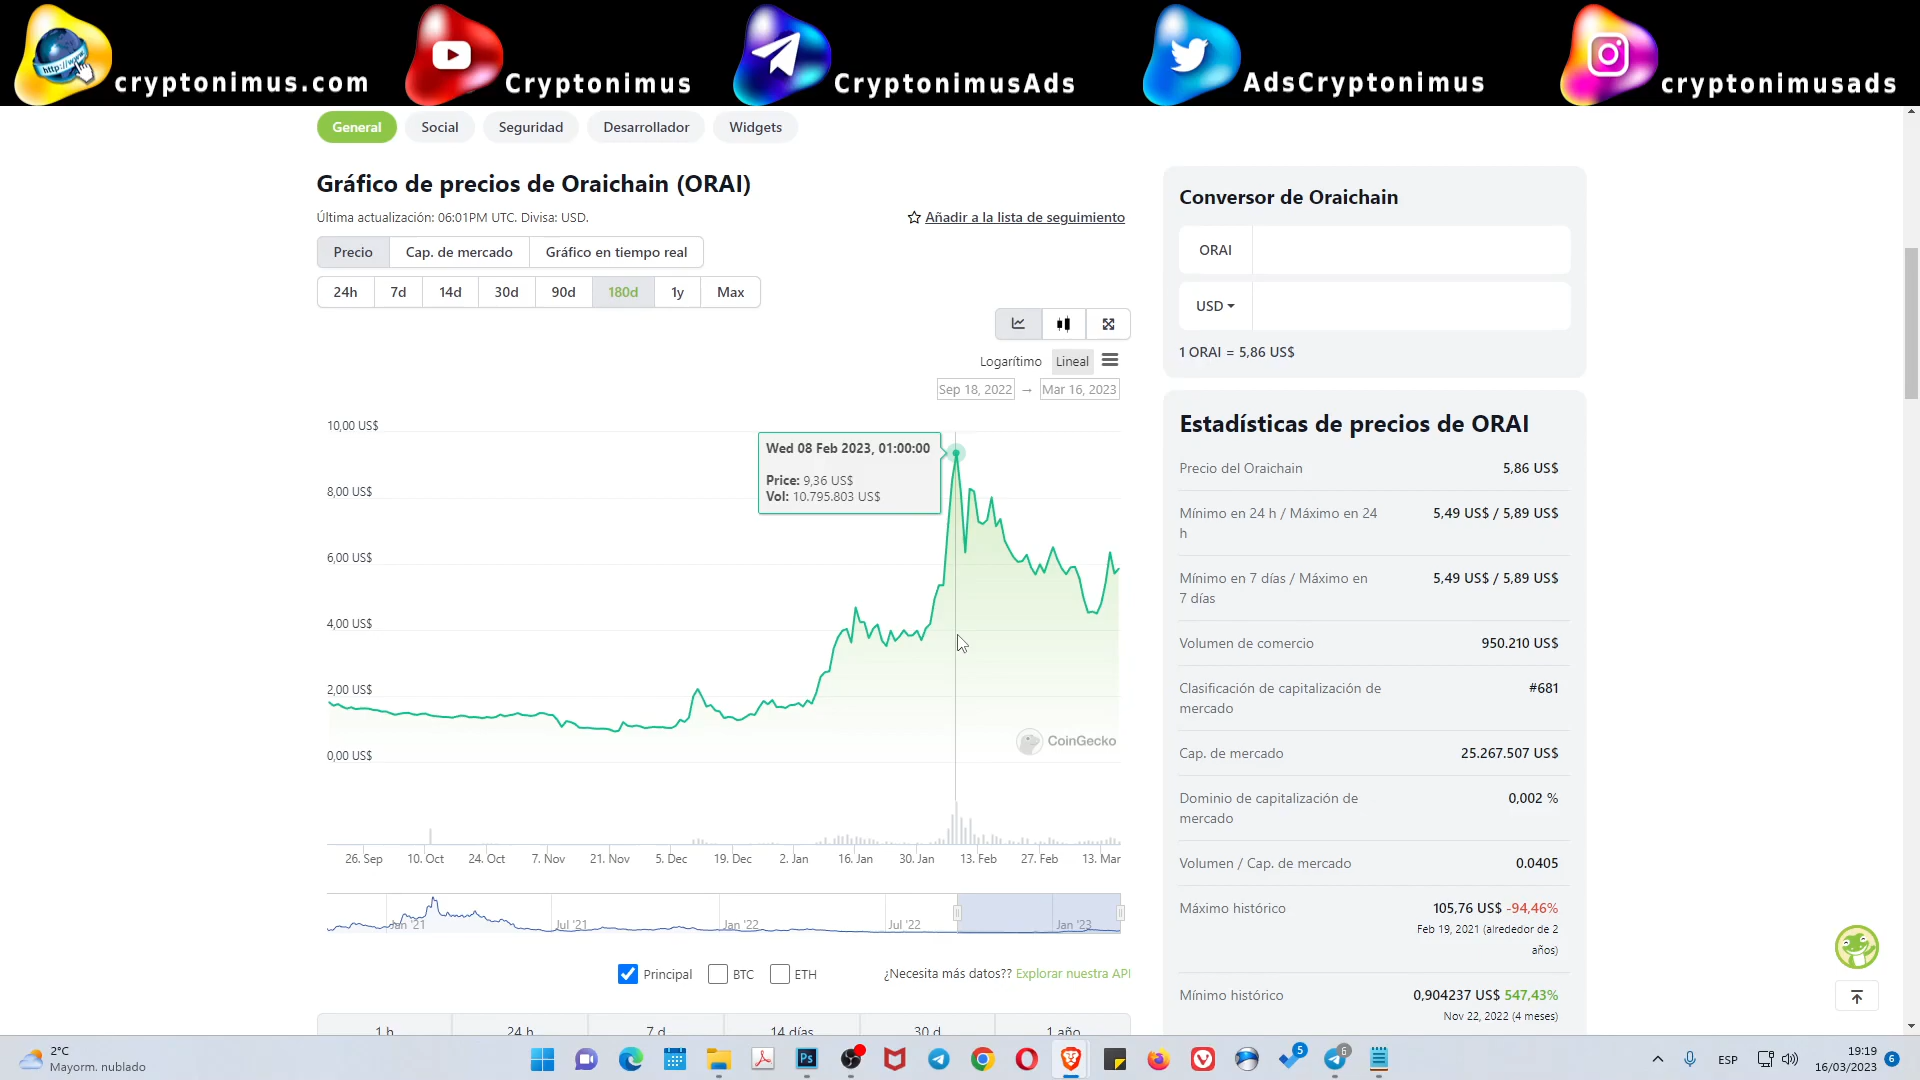 http://www
cryptonimus.com
Cryptonimus
CryptonimusAds
AdsCryptonimus
cryptonimusads
General
Social
Seguridad
Desarrollador
Widgets
Gráfico de precios de Oraichain (ORAI)
Última actualización: 06:01PM UTC. Divisa: USD.
Añadir a la lista de seguimiento
Precio
Cap. de mercado
Gráfico en tiempo real
24h
7d
14d
30d
90d
180d
1y
Max
Logarítimo
Lineal
Sep 18, 2022 → Mar 16, 2023
10,00 US$
8,00 US$
6,00 US$
4,00 US$
2,00 US$
0,00 US$
Wed 08 Feb 2023, 01:00:00
Price: 9,36 US$
Vol: 10.795.803 US$
CoinGecko
26. Sep
10. Oct
24. Oct
7. Nov
21. Nov
5. Dec
19. Dec
2. Jan
16. Jan
30. Jan
13. Feb
27. Feb
13. Mar
Jan '21
Jul '21
Jan '22
Jul '22
Jan '23
Principal
BTC
ETH
¿Necesita más datos?? Explorar nuestra API
1 h
24 h
7 d
14 días
30 d
1 año
Conversor de Oraichain
ORAI
USD
1 ORAI = 5,86 US$
Estadísticas de precios de ORAI
Precio del Oraichain
5,86 US$
Mínimo en 24 h / Máximo en 24
h
5,49 US$ / 5,89 US$
Mínimo en 7 días / Máximo en
7 días
5,49 US$ / 5,89 US$
Volumen de comercio
950.210 US$
Clasificación de capitalización de
mercado
#681
Cap. de mercado
25.267.507 US$
Dominio de capitalización de
mercado
0,002 %
Volumen / Cap. de mercado
0.0405
Máximo histórico
105,76 US$ -94,46%
Feb 19, 2021 (alrededor de 2
años)
Mínimo histórico
0,904237 US$ 547,43%
Nov 22, 2022 (4 meses)
2°C
Mayorm. nublado
Ps
5
6
ESP
19:19
16/03/2023
6